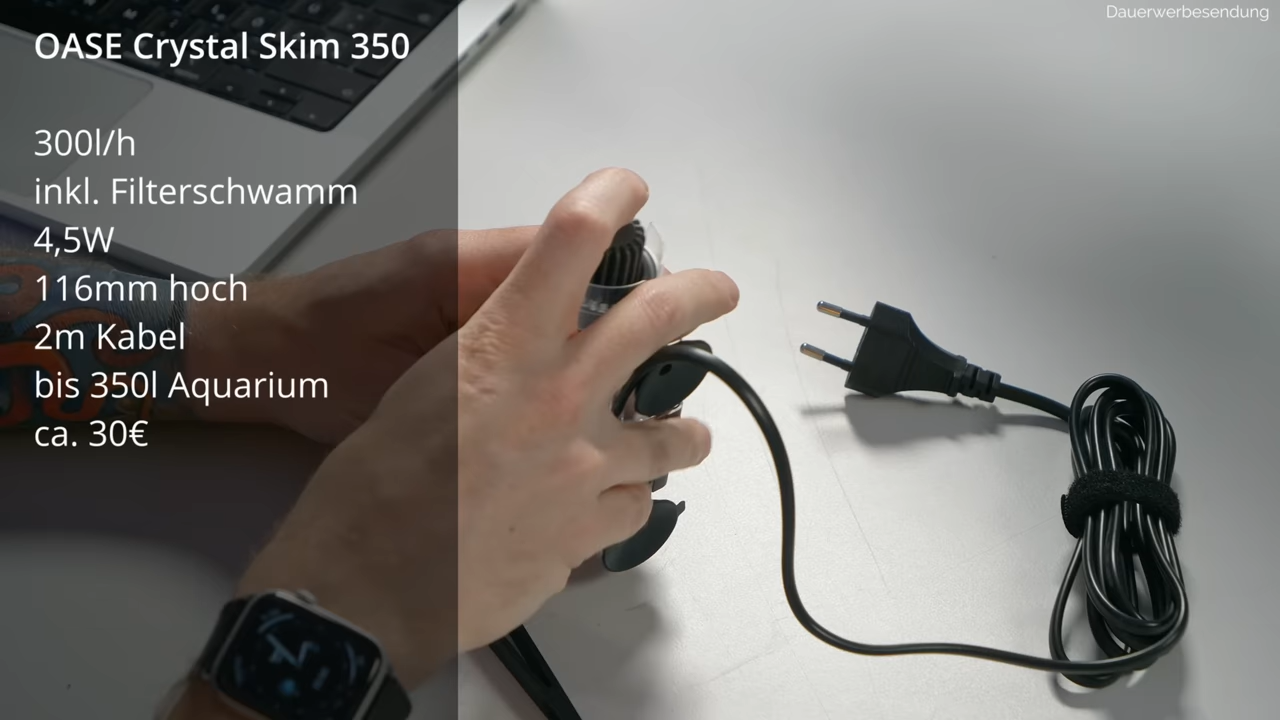 Dauerwerbesendung
OASE Crystal Skim 350
300l/h
inkl. Filterschwamm
4,5W
116mm hoch
2m Kabel
bis 350l Aquarium
ca. 30€